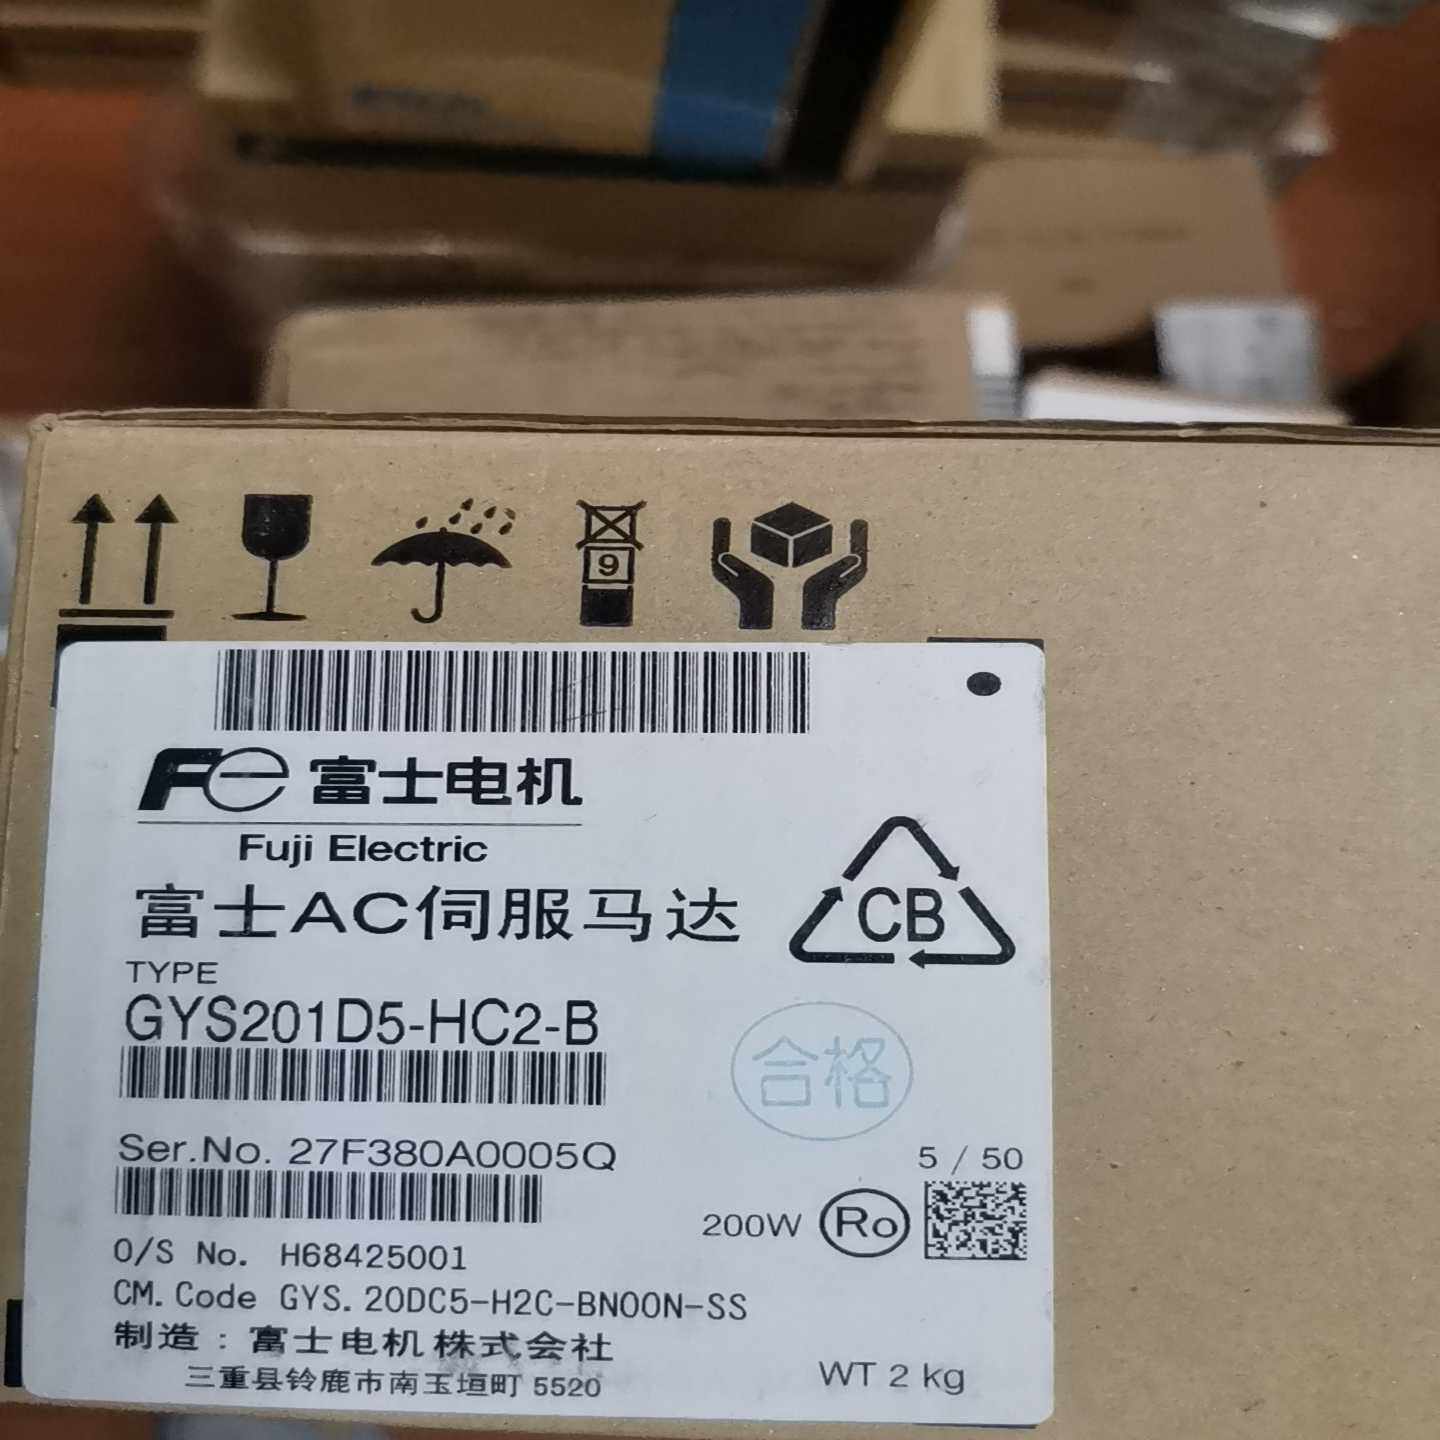 9
Fe 富士电机
Fuji Electric
富士AC伺服马达
CB
TYPE
GYS201D5-HC2-B
合格
Ser.No. 27F380A0005Q
5 / 50
200W Ro
O/S No. H68425001
CM.Code GYS.20DC5-H2C-BN00N-SS
制造：富士电机株式会社
三重县铃鹿市南玉垣町 5520
WT 2 kg